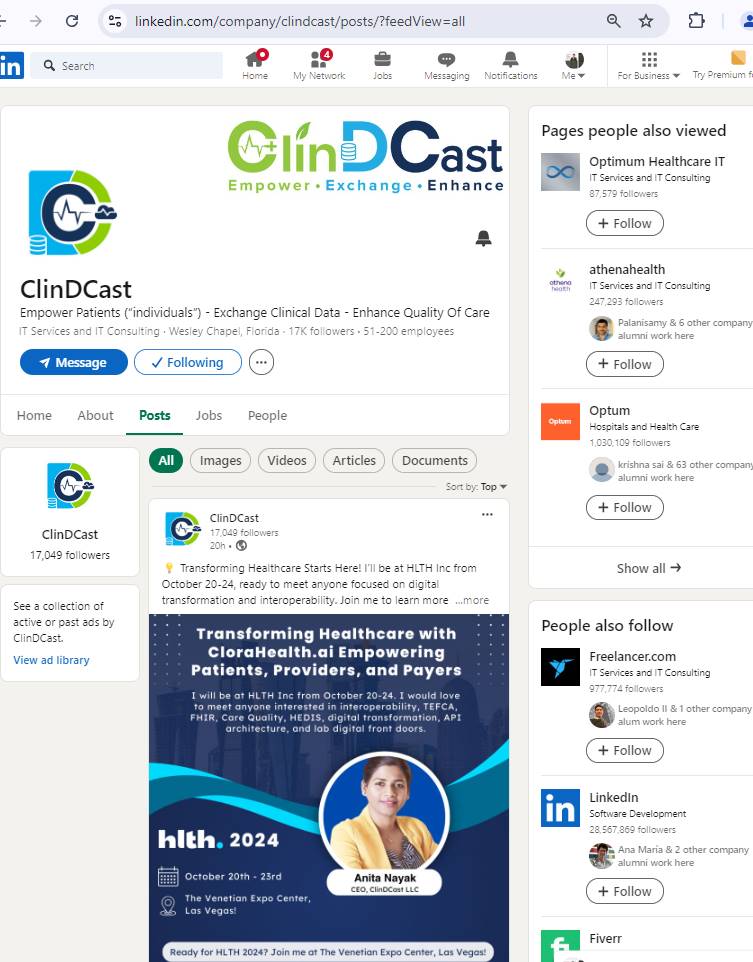 linkedin.com/company/clindcast/posts/?feedView=all
in
Search
Home
4
My Network
Jobs
Messaging
Notifications
Me
For Business
Try Premium f
ClinDCast
Empower • Exchange • Enhance
ClinDCast
Empower Patients (“individuals”) - Exchange Clinical Data - Enhance Quality Of Care
IT Services and IT Consulting · Wesley Chapel, Florida · 17K followers · 51-200 employees
Message
Following
Home
About
Posts
Jobs
People
ClinDCast
17,049 followers
See a collection of
active or past ads by
ClinDCast.
View ad library
All
Images
Videos
Articles
Documents
Sort by: Top
ClinDCast
17,049 followers
20h •
💡 Transforming Healthcare Starts Here! I’ll be at HLTH Inc from
October 20-24, ready to meet anyone focused on digital
transformation and interoperability. Join me to learn more ...more
Transforming Healthcare with
CloraHealth.ai Empowering
Patients, Providers, and Payers
I will be at HLTH Inc from October 20-24. I would love
to meet anyone interested in interoperability, TEFCA,
FHIR, Care Quality, HEDIS, digital transformation, API
architecture, and lab digital front doors.
hlth. 2024
October 20th - 23rd
The Venetian Expo Center,
Las Vegas!
Anita Nayak
CEO, ClinDCast LLC
Ready for HLTH 2024? Join me at The Venetian Expo Center, Las Vegas!
Pages people also viewed
Optimum Healthcare IT
IT Services and IT Consulting
87,579 followers
+ Follow
athena
health
athenahealth
IT Services and IT Consulting
247,293 followers
Palanisamy & 6 other company
alumni work here
+ Follow
Optum
Optum
Hospitals and Health Care
1,030,109 followers
krishna sai & 63 other company
alumni work here
+ Follow
Show all →
People also follow
Freelancer.com
IT Services and IT Consulting
977,774 followers
Leopoldo II & 1 other company
alum work here
+ Follow
in
LinkedIn
Software Development
28,567,869 followers
Ana María & 2 other company
alumni work here
+ Follow
fi
Fiverr